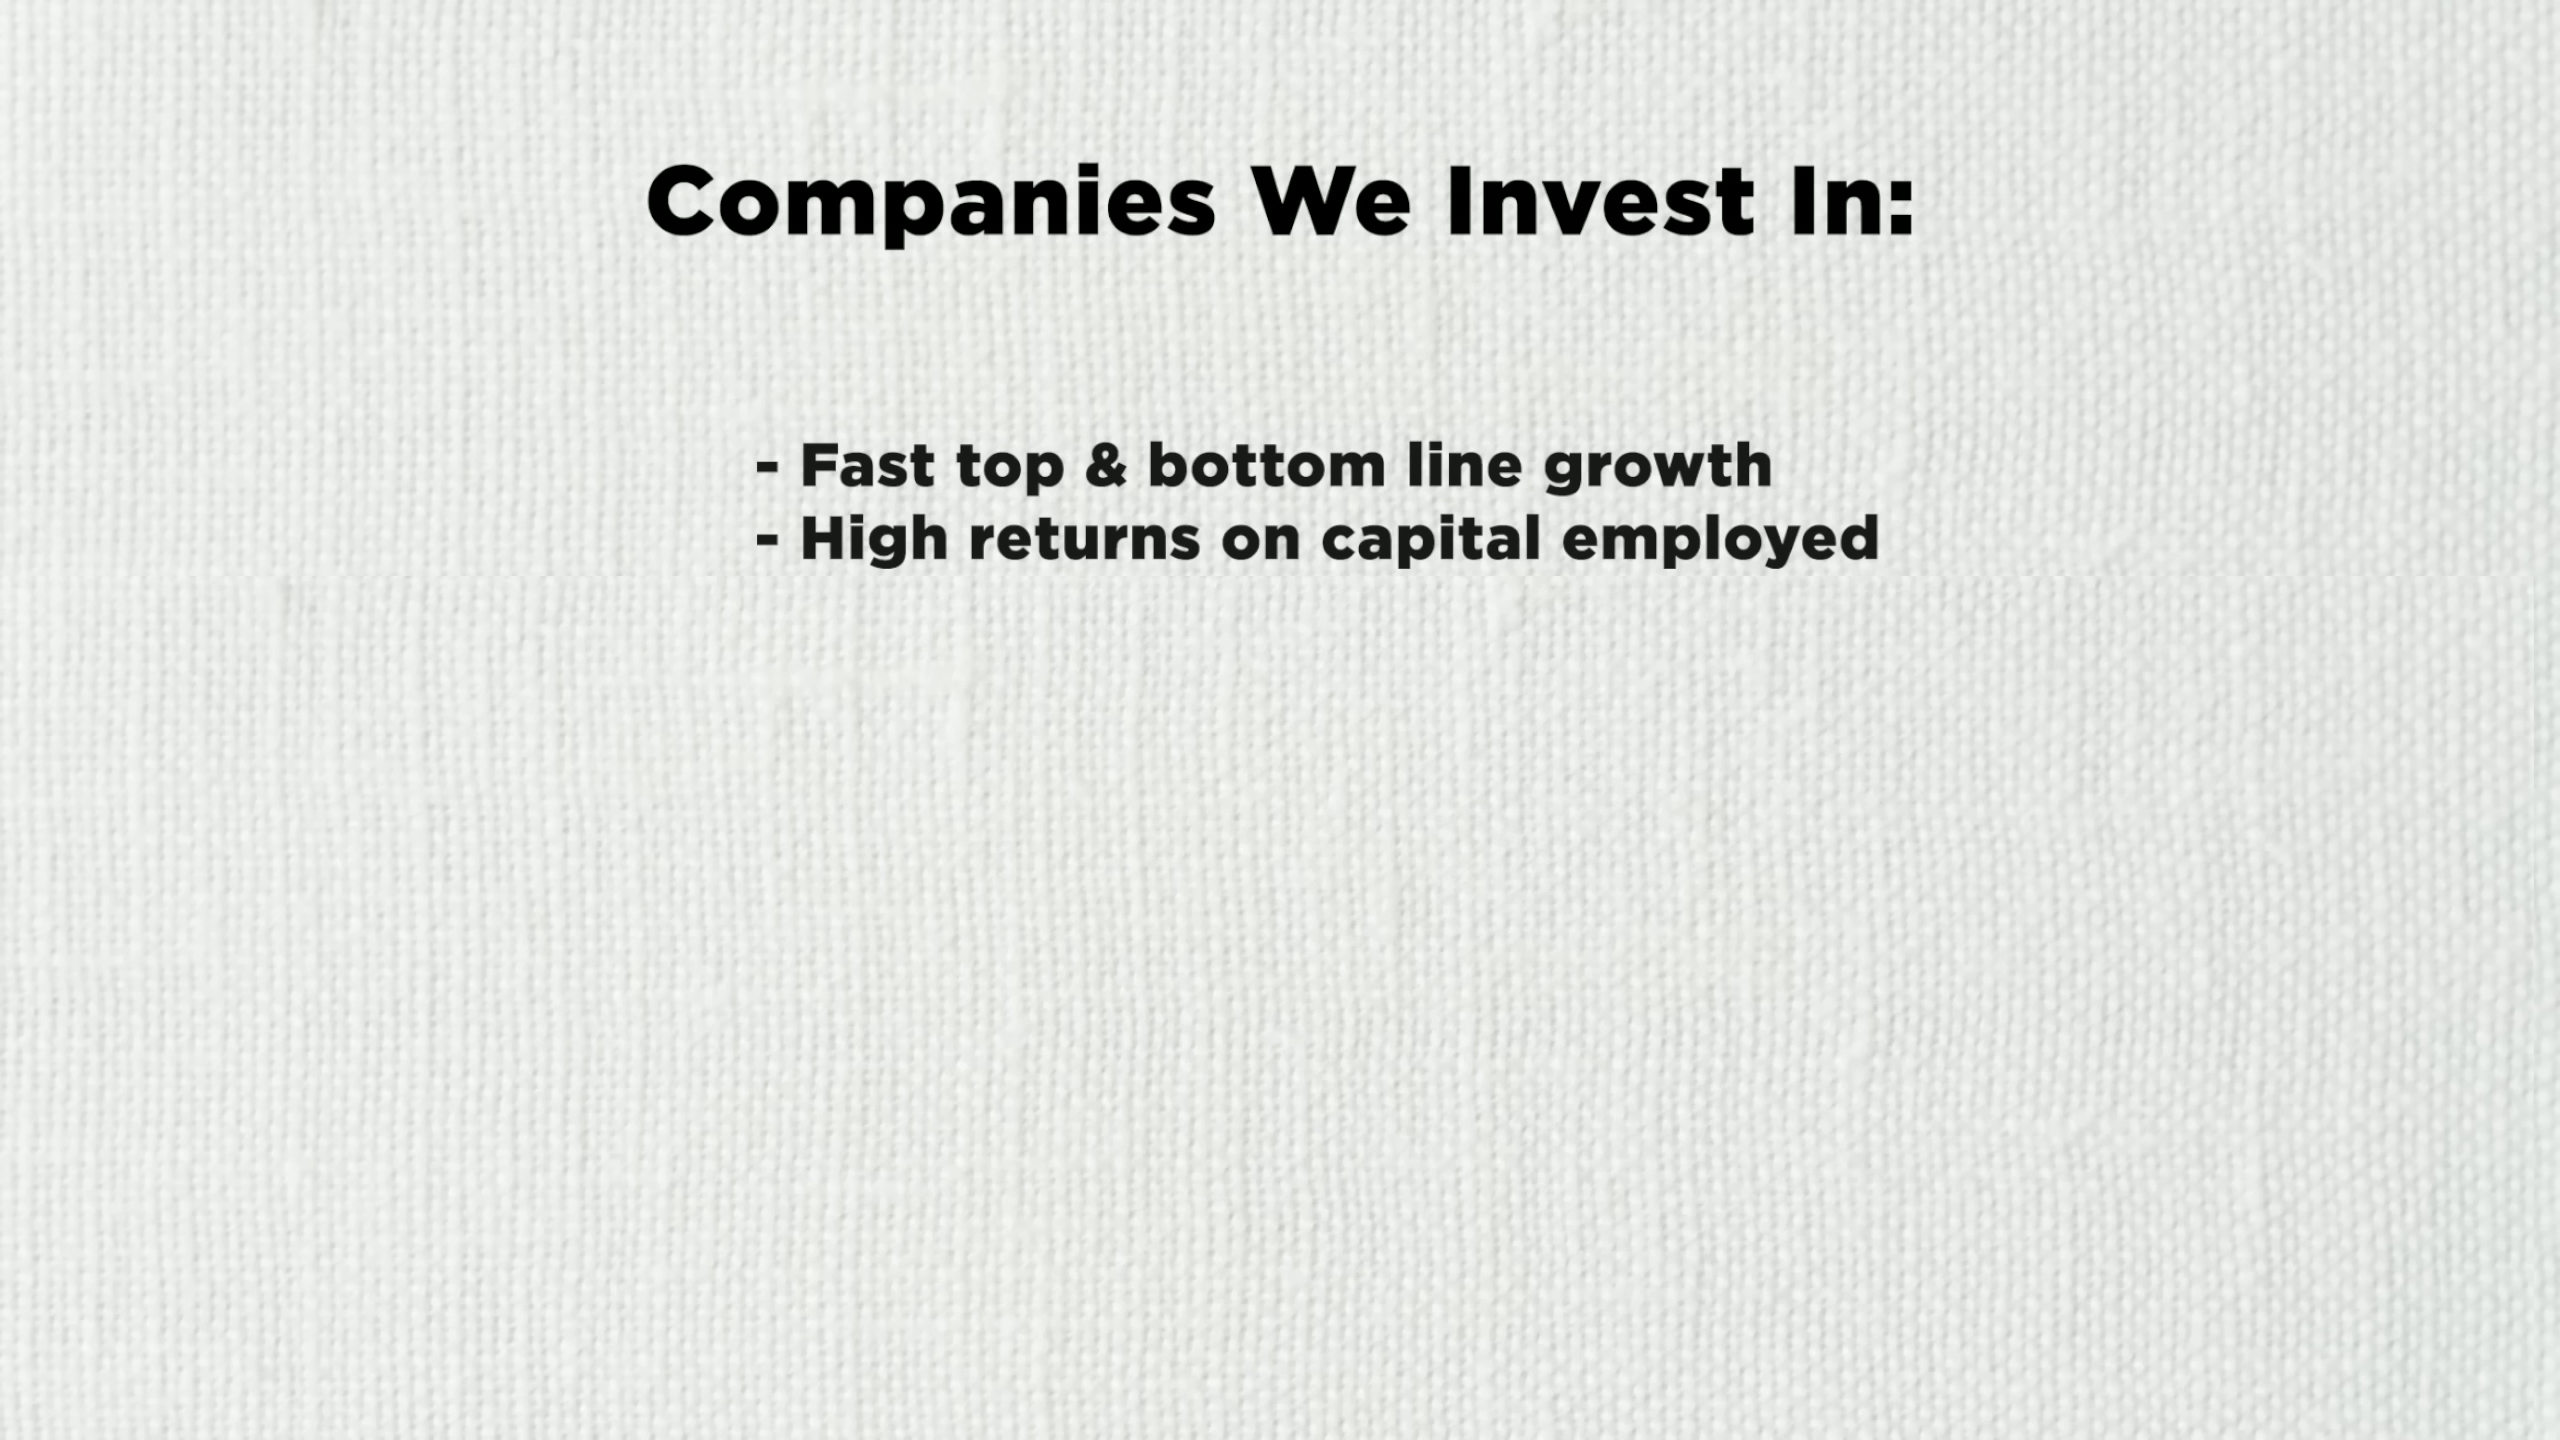 Companies We Invest In:
- Fast top & bottom line growth
- High returns on capital employed